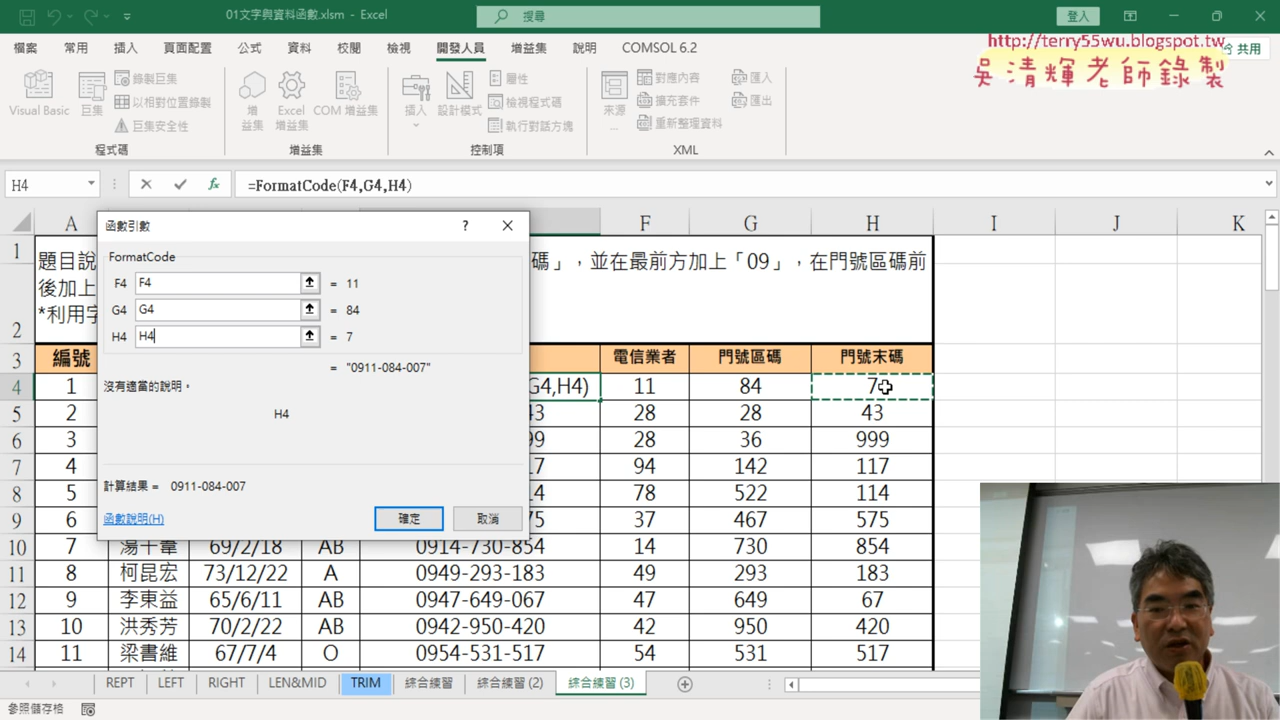 01文字與資料函數.xlsm - Excel
搜尋
登入
檔案 常用 插入 頁面配置 公式 資料 校閱 檢視 開發人員 增益集 說明 COMSOL 6.2
共用
http://terry55wu.blogspot.tw
吳清輝老師錄製
Visual Basic 巨集 錄製巨集 以相對位置錄製 巨集安全性
增益集 Excel 增益集 COM 增益集
插入 設計模式 屬性 檢視程式碼 執行對話方塊
來源 對應內容 擴充套件 重新整理資料 匯入 匯出
程式碼 增益集 控制項 XML
H4 fx =FormatCode(F4,G4,H4)
A F G H I J K
1 題目說 碼」，並在最前方加上「09」，在門號區碼前
後加上
2 *利用字
函數引數 ?
FormatCode
F4 F4 = 11
G4 G4 = 84
H4 H4 = 7
= "0911-084-007"
沒有適當的說明。
H4
計算結果 = 0911-084-007
函數說明(H) 確定 取消
3 編號 電信業者 門號區碼 門號末碼
4 1 G4,H4) 11 84 7
5 2 43 28 28 43
6 3 99 28 36 999
7 4 17 94 142 117
8 5 14 78 522 114
9 6 75 37 467 575
10 7 69/2/18 AB 0914-730-854 14 730 854
11 8 柯昆宏 73/12/22 A 0949-293-183 49 293 183
12 9 李東益 65/6/11 AB 0947-649-067 47 649 67
13 10 洪秀芳 70/2/22 AB 0942-950-420 42 950 420
14 11 梁書維 67/7/4 O 0954-531-517 54 531 517
REPT LEFT RIGHT LEN&MID TRIM 綜合練習 綜合練習 (2) 綜合練習 (3)
參照儲存格